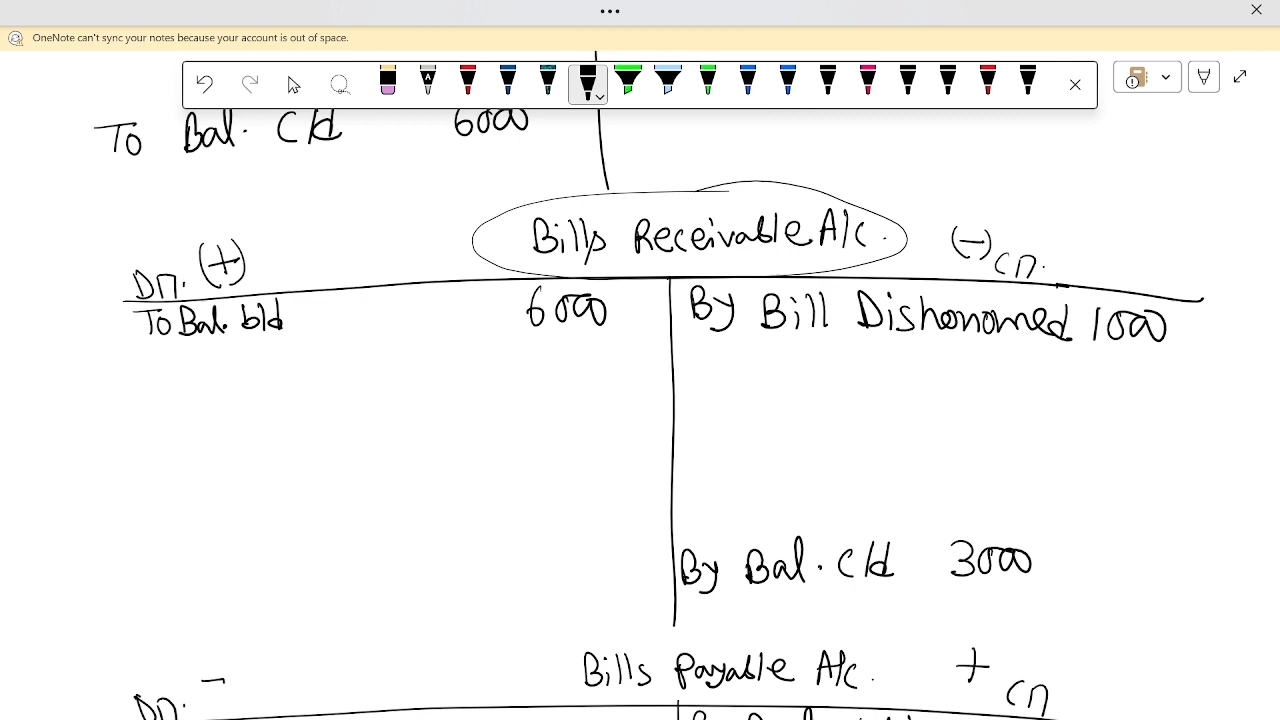 OneNote can't sync your notes because your account is out of space.
To Bal. C/d 6000
Bills Receivable A/c.
Dr. (+) (-) Cr.
To Bal. b/d 6000 By Bill Dishonomed 1000
By Bal. C/d 3000
Bills Payable A/c. +
Dr. - Cr